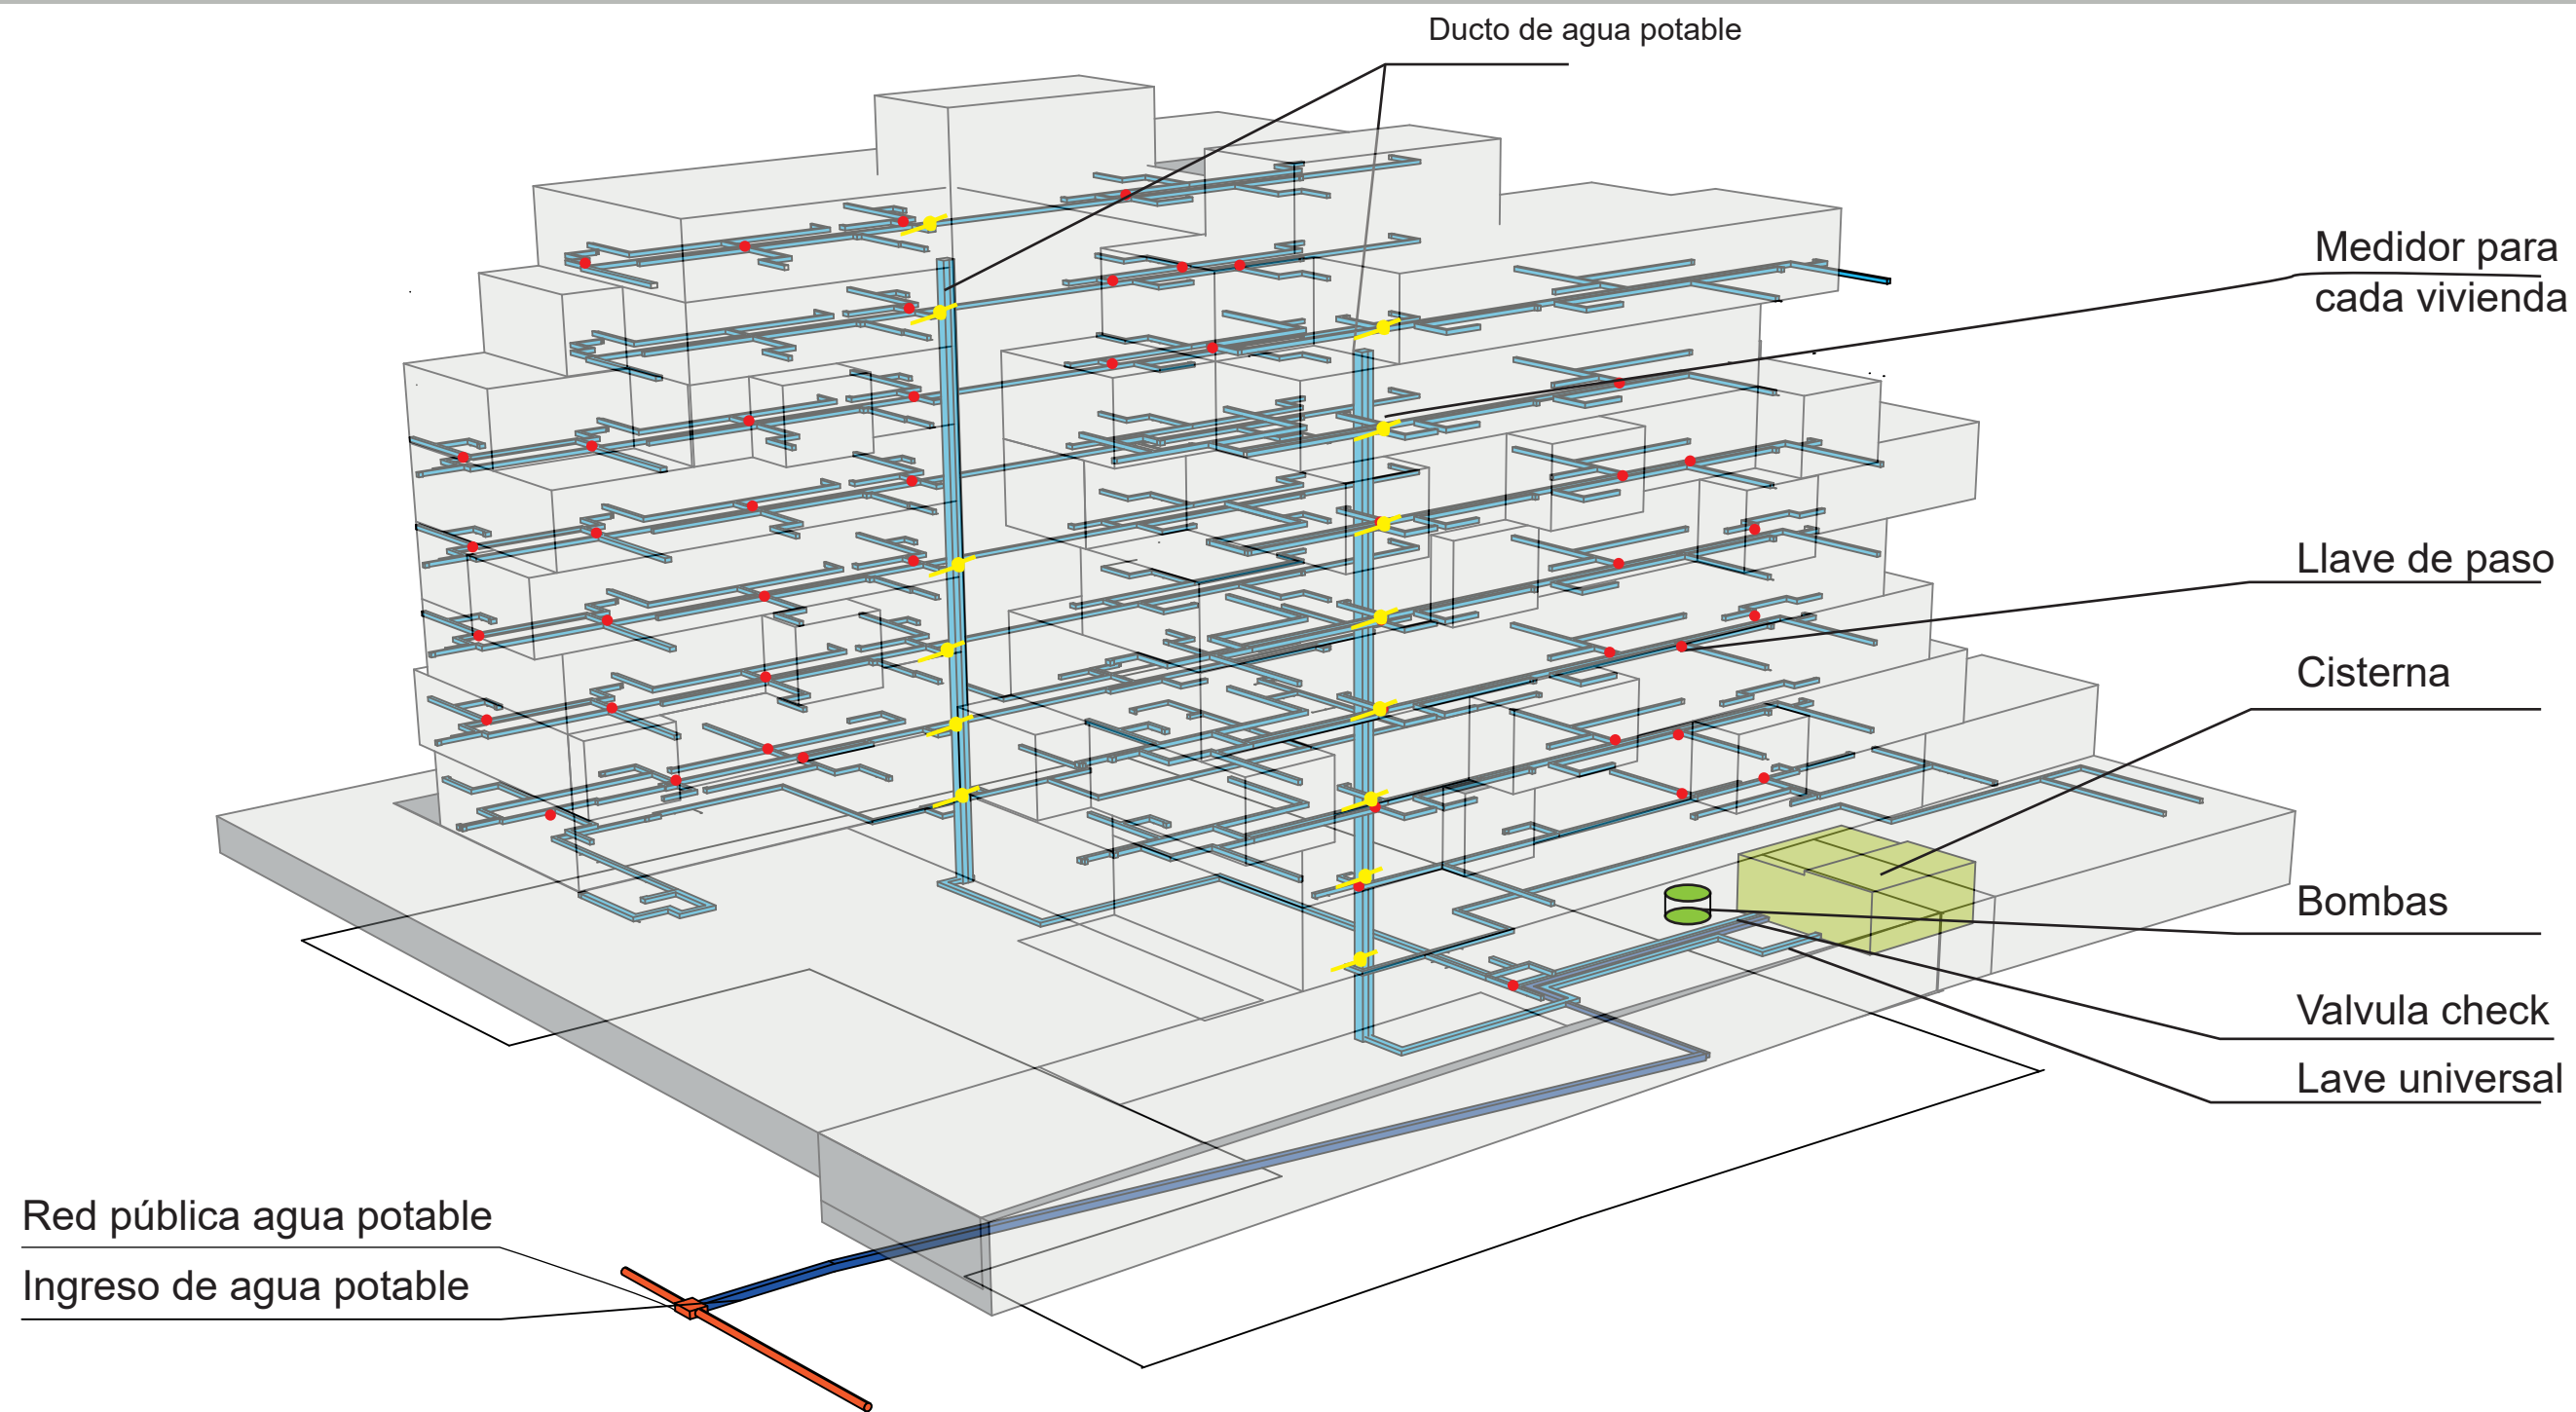 Ducto de agua potable
Medidor para
cada vivienda
Llave de paso
Cisterna
Bombas
Valvula check
Lave universal
Red pública agua potable
Ingreso de agua potable